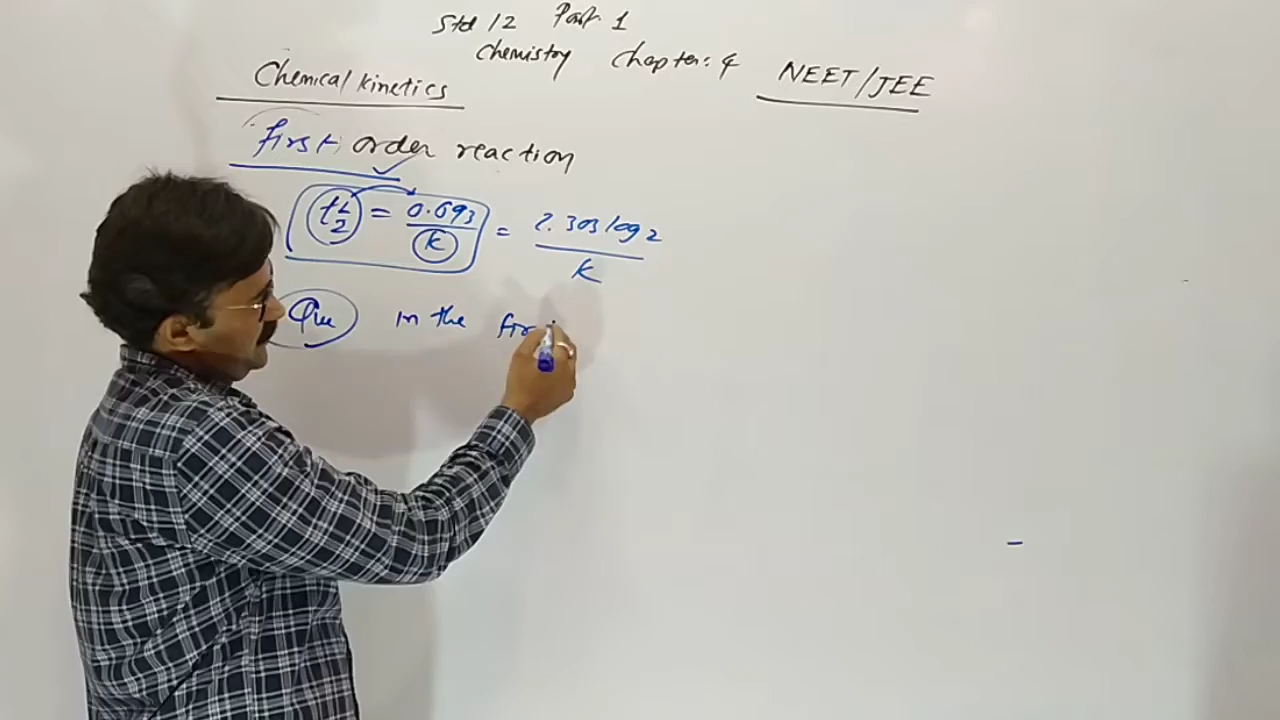 Std 12 Part 1
Chemistry Chapter: 4 NEET/JEE
Chemical kinetics
first order reaction
t1/2 = 0.693/K = 2.303 log 2/K
Que in the fir